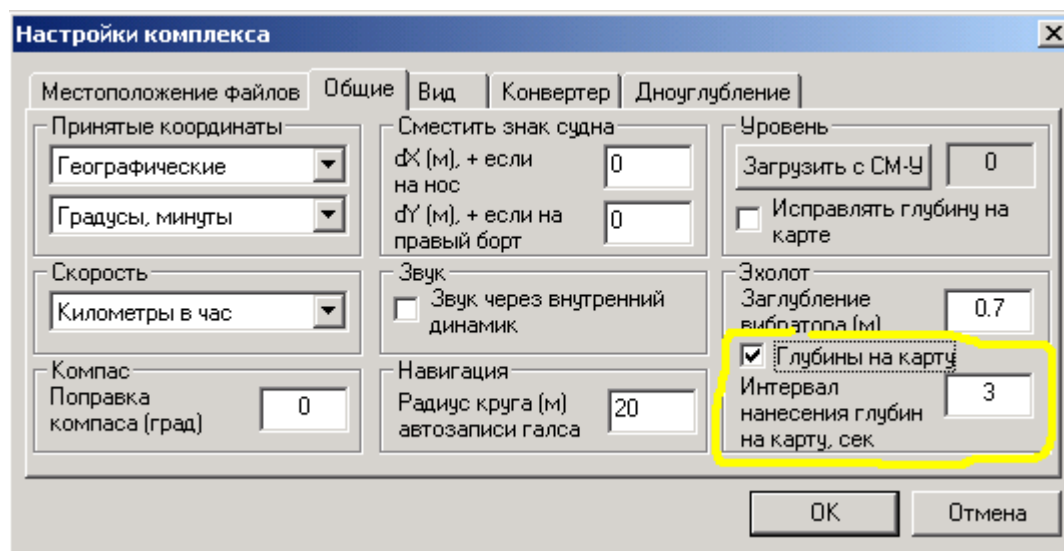 Настройки комплекса
Местоположение файлов
Общие
Вид
Конвертер
Дноуглубление
Принятые координаты
Географические
Градусы, минуты
Скорость
Километры в час
Компас
Поправка
компаса (град)
0
Сместить знак судна
dX (м), + если
на нос
0
dY (м), + если на
правый борт
0
Звук
Звук через внутренний
динамик
Навигация
Радиус круга (м)
автозаписи галса
20
Уровень
Загрузить с СМ-У
0
Исправлять глубину на
карте
Эхолот
Заглубление
вибратора (м)
0.7
Глубины на карту
Интервал
нанесения глубин
на карту, сек
3
OK
Отмена